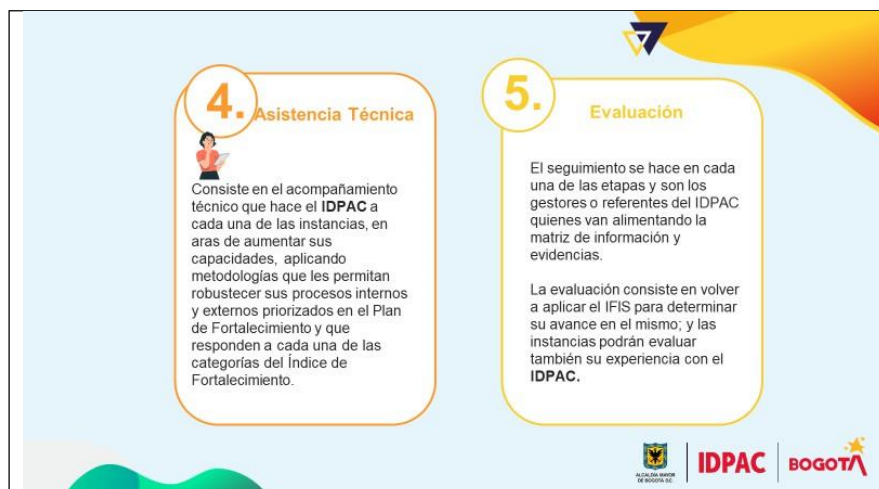 4.
Asistencia Técnica
Consiste en el acompañamiento
técnico que hace el IDPAC a
cada una de las instancias, en
aras de aumentar sus
capacidades, aplicando
metodologías que les permitan
robustecer sus procesos internos
y externos priorizados en el Plan
de Fortalecimiento y que
responden a cada una de las
categorías del Índice de
Fortalecimiento.
5.
Evaluación
El seguimiento se hace en cada
una de las etapas y son los
gestores o referentes del IDPAC
quienes van alimentando la
matriz de información y
evidencias.
La evaluación consiste en volver
a aplicar el IFIS para determinar
su avance en el mismo; y las
instancias podrán evaluar
también su experiencia con el
IDPAC.
ALCALDÍA MAYOR
DE BOGOTÁ D.C.
IDPAC
BOGOTÁ